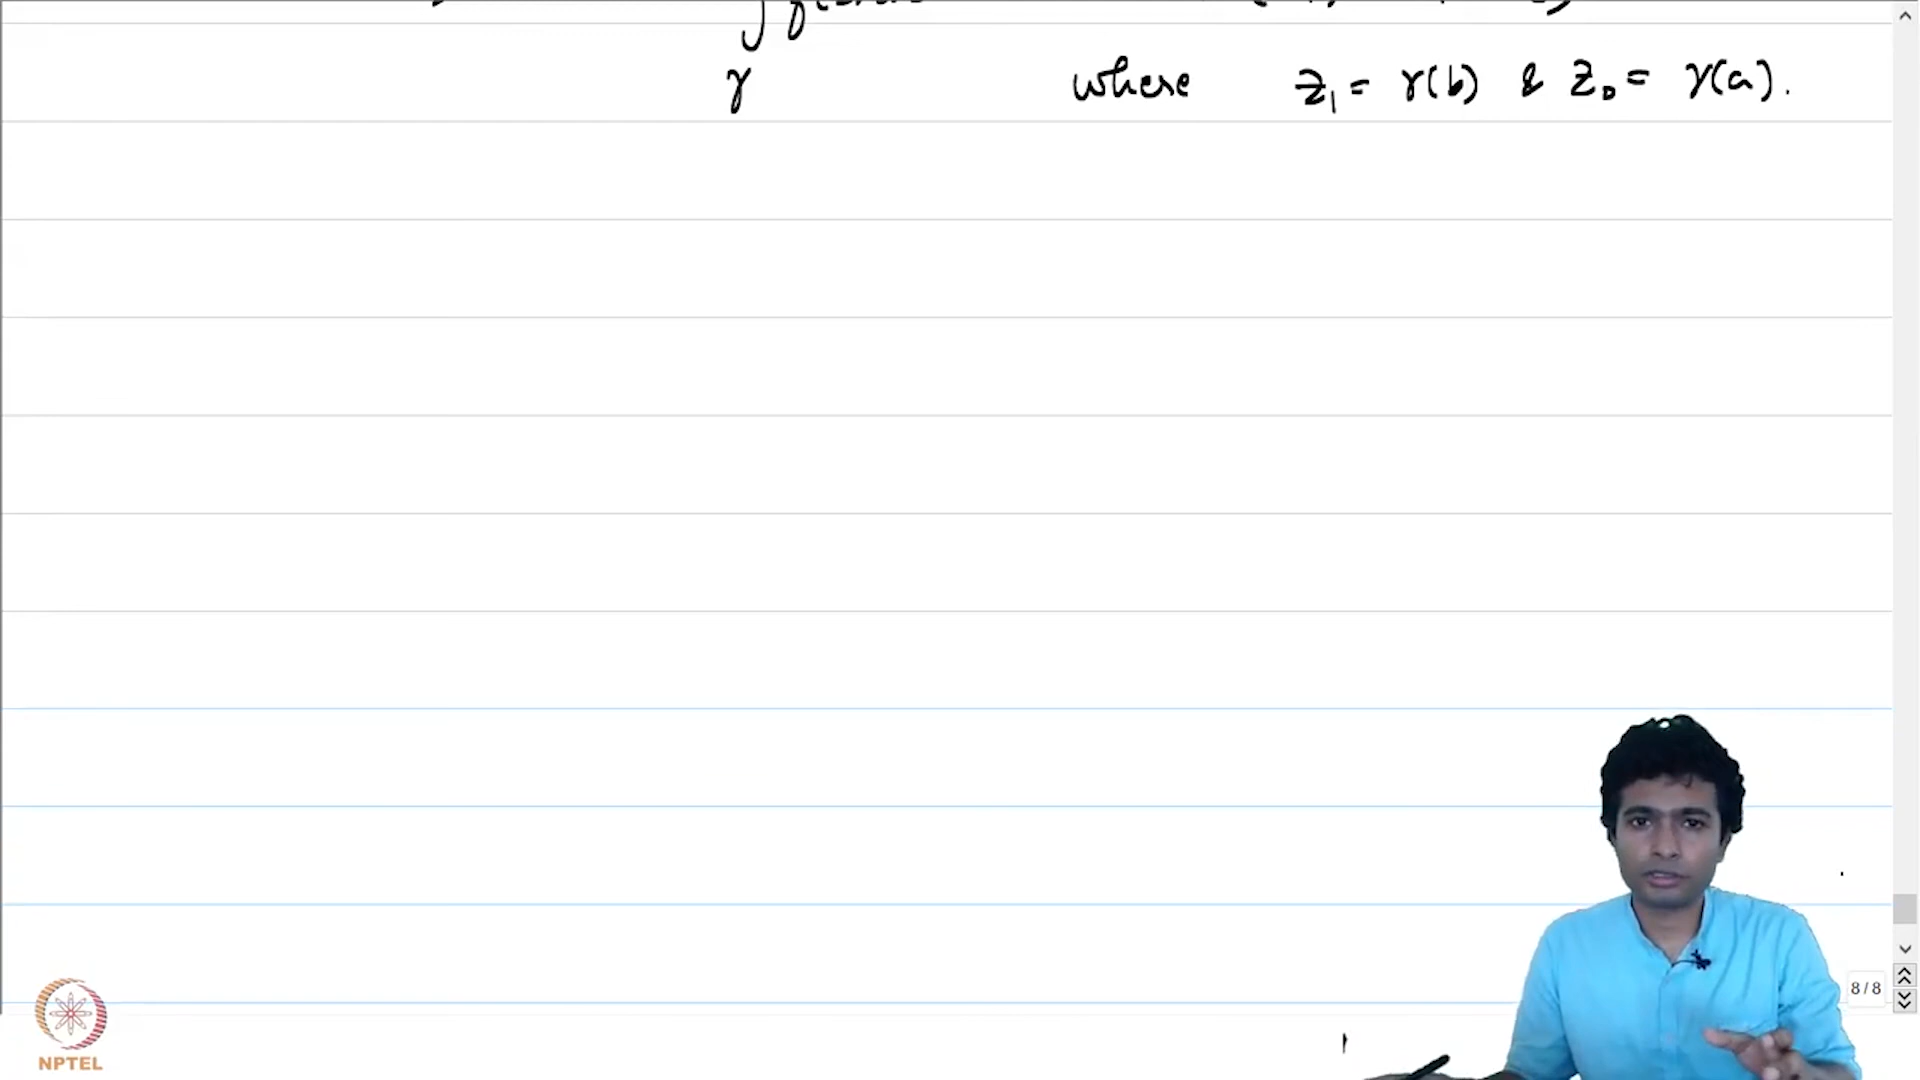 γ where z₁ = γ(b) & z₀ = γ(a).
8 / 8
NPTEL